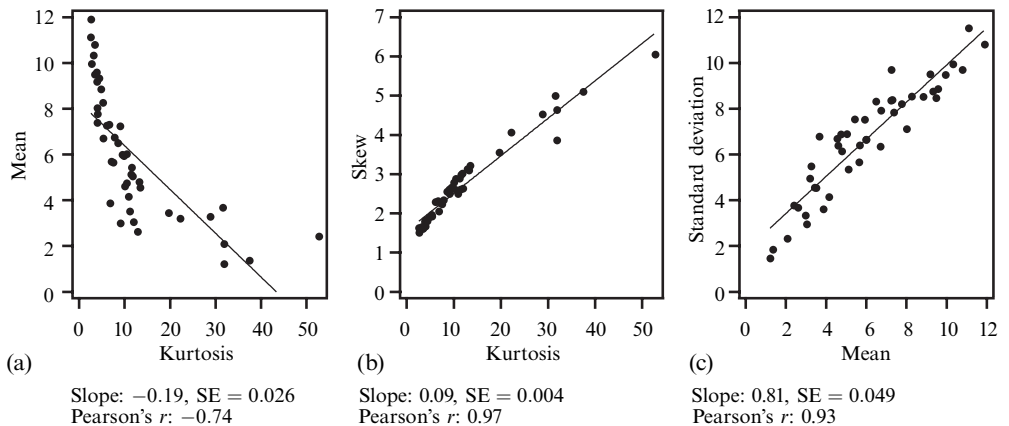 12
10
8
6
4
2
0
Mean
0 10 20 30 40 50
Kurtosis
(a)
Slope: −0.19, SE = 0.026
Pearson's r: −0.74
7
6
5
4
3
2
1
0
Skew
0 10 20 30 40 50
Kurtosis
(b)
Slope: 0.09, SE = 0.004
Pearson's r: 0.97
12
10
8
6
4
2
0
Standard deviation
0 2 4 6 8 10 12
Mean
(c)
Slope: 0.81, SE = 0.049
Pearson's r: 0.93